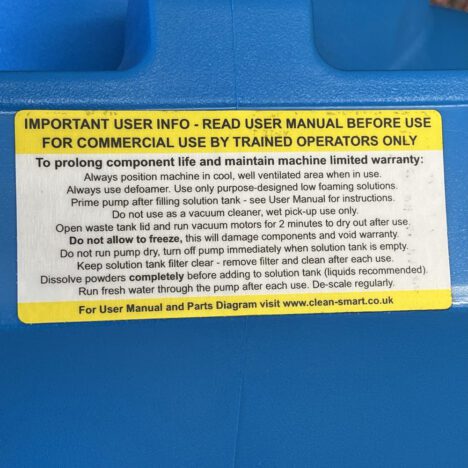 IMPORTANT USER INFO - READ USER MANUAL BEFORE USE
FOR COMMERCIAL USE BY TRAINED OPERATORS ONLY
To prolong component life and maintain machine limited warranty:
Always position machine in cool, well ventilated area when in use.
Always use defoamer. Use only purpose-designed low foaming solutions.
Prime pump after filling solution tank - see User Manual for instructions.
Do not use as a vacuum cleaner, wet pick-up use only.
Open waste tank lid and run vacuum motors for 2 minutes to dry out after use.
Do not allow to freeze, this will damage components and void warranty.
Do not run pump dry, turn off pump immediately when solution tank is empty.
Keep solution tank filter clear - remove filter and clean after each use.
Dissolve powders completely before adding to solution tank (liquids recommended).
Run fresh water through the pump after each use. De-scale regularly.
For User Manual and Parts Diagram visit www.clean-smart.co.uk